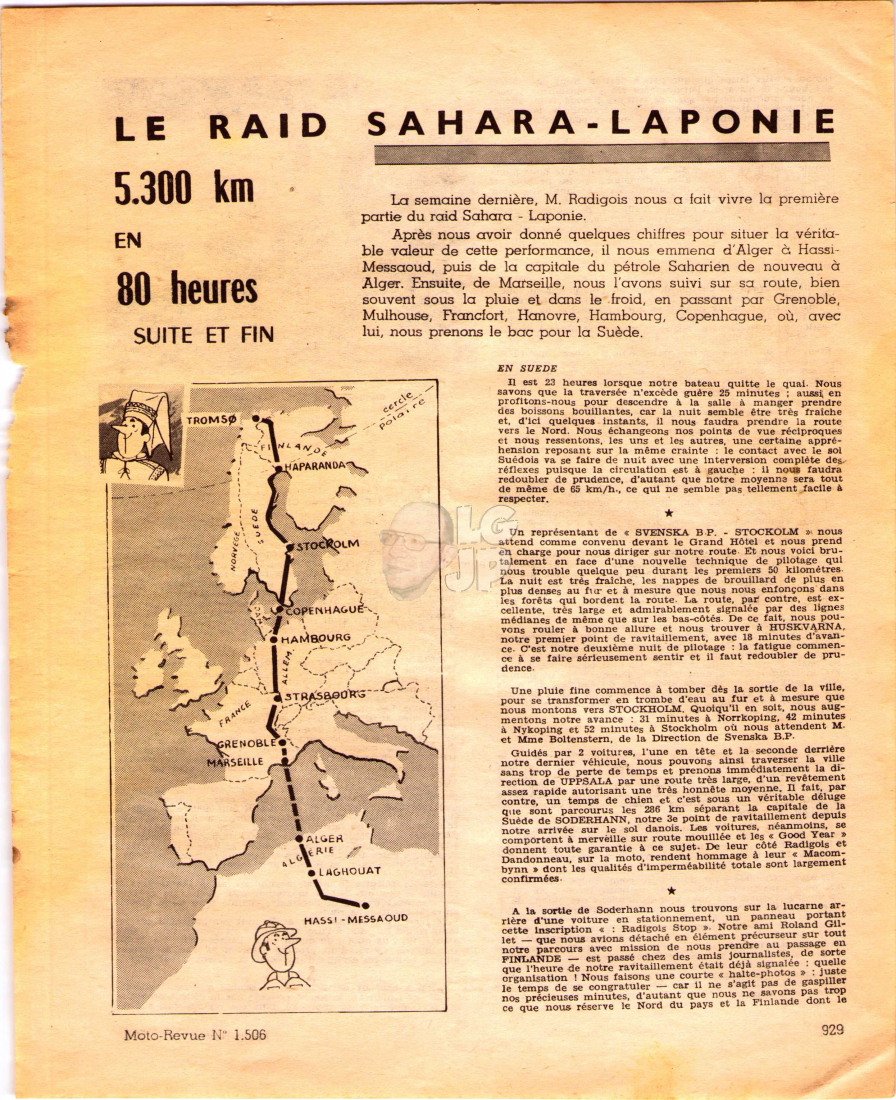 LE RAID SAHARA-LAPONIE
5.300 km
EN
80 heures
SUITE ET FIN
La semaine dernière, M. Radigois nous a fait vivre la première
partie du raid Sahara - Laponie.
Après nous avoir donné quelques chiffres pour situer la vérita-
ble valeur de cette performance, il nous emmena d'Alger à Hassi-
Messaoud, puis de la capitale du pétrole Saharien de nouveau à
Alger. Ensuite, de Marseille, nous l'avons suivi sur sa route, bien
souvent sous la pluie et dans le froid, en passant par Grenoble,
Mulhouse, Francfort, Hanovre, Hambourg, Copenhague, où, avec
lui, nous prenons le bac pour la Suède.
cercle
polaire
TROMSØ
FINLANDE
HAPARANDA
NORVEGE
SUEDE
STOCKOLM
DAN
COPENHAGUE
HAMBOURG
ALLEM.
STRASBOURG
FRANCE
GRENOBLE
MARSEILLE
ALGER
ALGÉRIE
LAGHOUAT
HASSI-MESSAOUD
EN SUEDE
Il est 23 heures lorsque notre bateau quitte le quai. Nous
savons que la traversée n'excède guère 25 minutes ; aussi en
profitons-nous pour descendre à la salle à manger prendre
des boissons bouillantes, car la nuit semble être très fraîche
et, d'ici quelques instants, il nous faudra prendre la route
vers le Nord. Nous échangeons nos points de vue réciproques
et nous ressentons, les uns et les autres, une certaine appré-
hension reposant sur la même crainte : le contact avec le sol
Suédois va se faire de nuit avec une interversion complète des
réflexes puisque la circulation est à gauche : il nous faudra
redoubler de prudence, d'autant que notre moyenne sera tout
de même de 65 km/h., ce qui ne semble pas tellement facile à
respecter.
★
Un représentant de « SVENSKA B.P. - STOCKOLM » nous
attend comme convenu devant le Grand Hôtel et nous prend
en charge pour nous diriger sur notre route. Et nous voici bru-
talement en face d'une nouvelle technique de pilotage qui
nous trouble quelque peu durant les premiers 50 kilomètres.
La nuit est très fraîche, les nappes de brouillard de plus en
plus denses au fur et à mesure que nous nous enfonçons dans
les forêts qui bordent la route. La route, par contre, est ex-
cellente, très large et admirablement signalée par des lignes
médianes de même que sur les bas-côtés. De ce fait, nous pou-
vons rouler à bonne allure et nous trouver à HUSKVARNA,
notre premier point de ravitaillement, avec 18 minutes d'avan-
ce. C'est notre deuxième nuit de pilotage : la fatigue commen-
ce à se faire sérieusement sentir et il faut redoubler de pru-
dence.
Une pluie fine commence à tomber dès la sortie de la ville,
pour se transformer en trombe d'eau au fur et à mesure que
nous montons vers STOCKHOLM. Quoiqu'il en soit, nous aug-
mentons notre avance : 31 minutes à Norrkoping, 42 minutes
à Nykoping et 52 minutes à Stockholm où nous attendent M.
et Mme Boltenstern, de la Direction de Svenska B.P.
Guidés par 2 voitures, l'une en tête et la seconde derrière
notre dernier véhicule, nous pouvons ainsi traverser la ville
sans trop de perte de temps et prenons immédiatement la di-
rection de UPPSALA par une route très large, d'un revêtement
assez rapide autorisant une très honnête moyenne. Il fait, par
contre, un temps de chien et c'est sous un véritable déluge
que sont parcourus les 286 km séparant la capitale de la
Suède de SODERHANN, notre 3e point de ravitaillement depuis
notre arrivée sur le sol danois. Les voitures, néanmoins, se
comportent à merveille sur route mouillée et les « Good Year »
donnent toute garantie à ce sujet. De leur côté Radigois et
Dandonneau, sur la moto, rendent hommage à leur « Macom-
bynn » dont les qualités d'imperméabilité totale sont largement
confirmées.
★
A la sortie de Soderhann nous trouvons sur la lucarne ar-
rière d'une voiture en stationnement, un panneau portant
cette inscription « : Radigois Stop ». Notre ami Roland Gil-
let — que nous avions détaché en élément précurseur sur tout
notre parcours avec mission de nous prendre au passage en
FINLANDE — est passé chez des amis journalistes, de sorte
que l'heure de notre ravitaillement était déjà signalée : quelle
organisation ! Nous faisons une courte « halte-photos » : juste
le temps de se congratuler — car il ne s'agit pas de gaspiller
nos précieuses minutes, d'autant que nous ne savons pas trop
ce que nous réserve le Nord du pays et la Finlande dont le
LG
JP
Moto-Revue N° 1.506
929